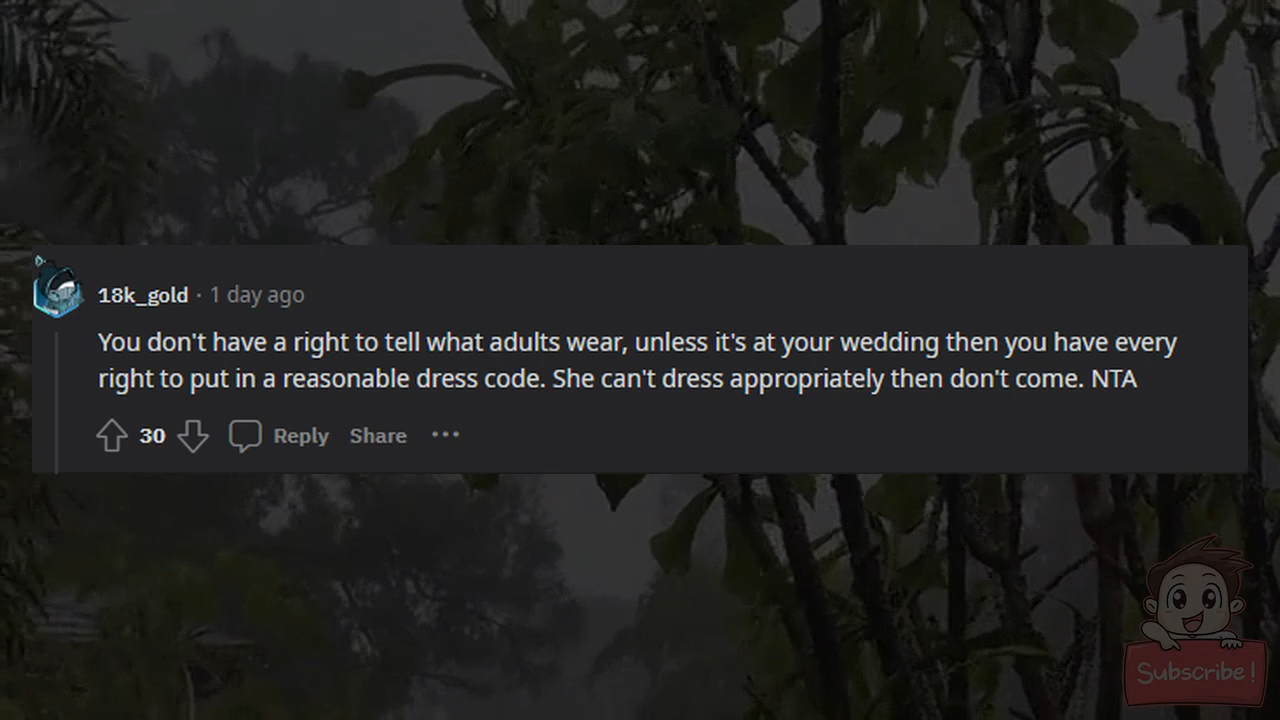 18k_gold · 1 day ago
You don't have a right to tell what adults wear, unless it's at your wedding then you have every
right to put in a reasonable dress code. She can't dress appropriately then don't come. NTA
30 Reply Share ···
Subscribe!